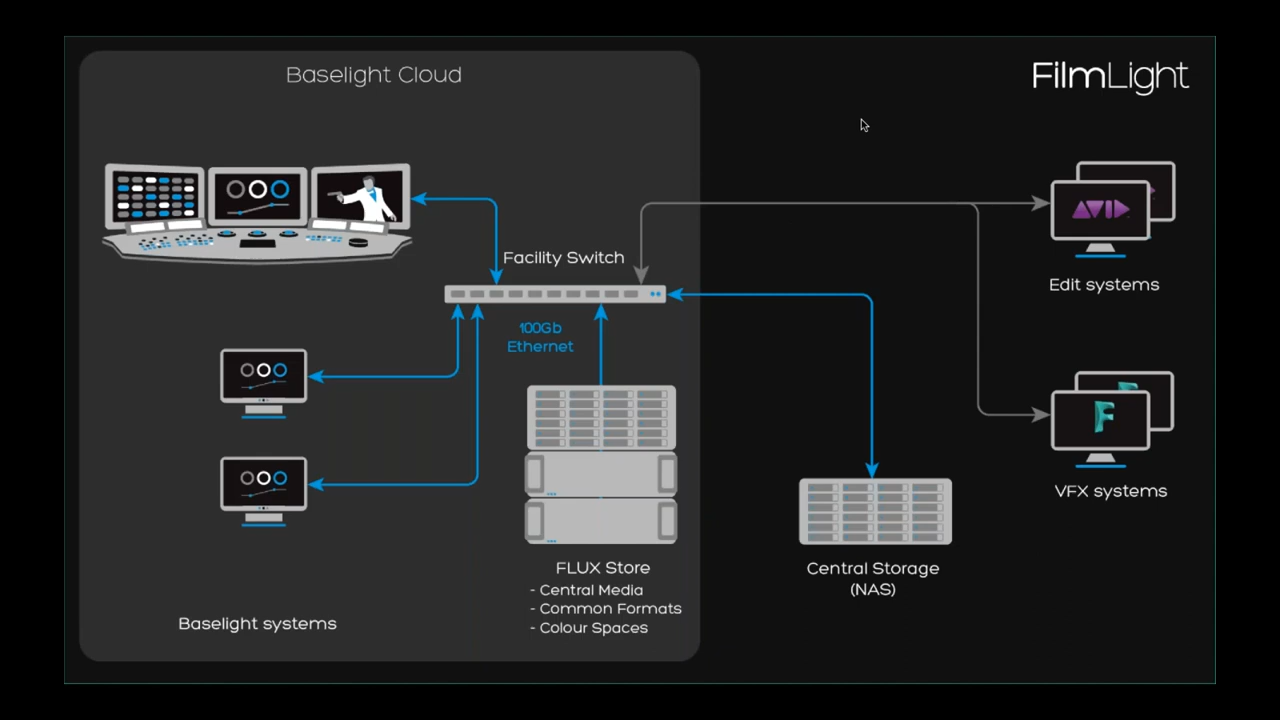 Baselight Cloud
FilmLight
Facility Switch
100Gb
Ethernet
AVID
Edit systems
F
VFX systems
FLUX Store
- Central Media
- Common Formats
- Colour Spaces
Central Storage
(NAS)
Baselight systems